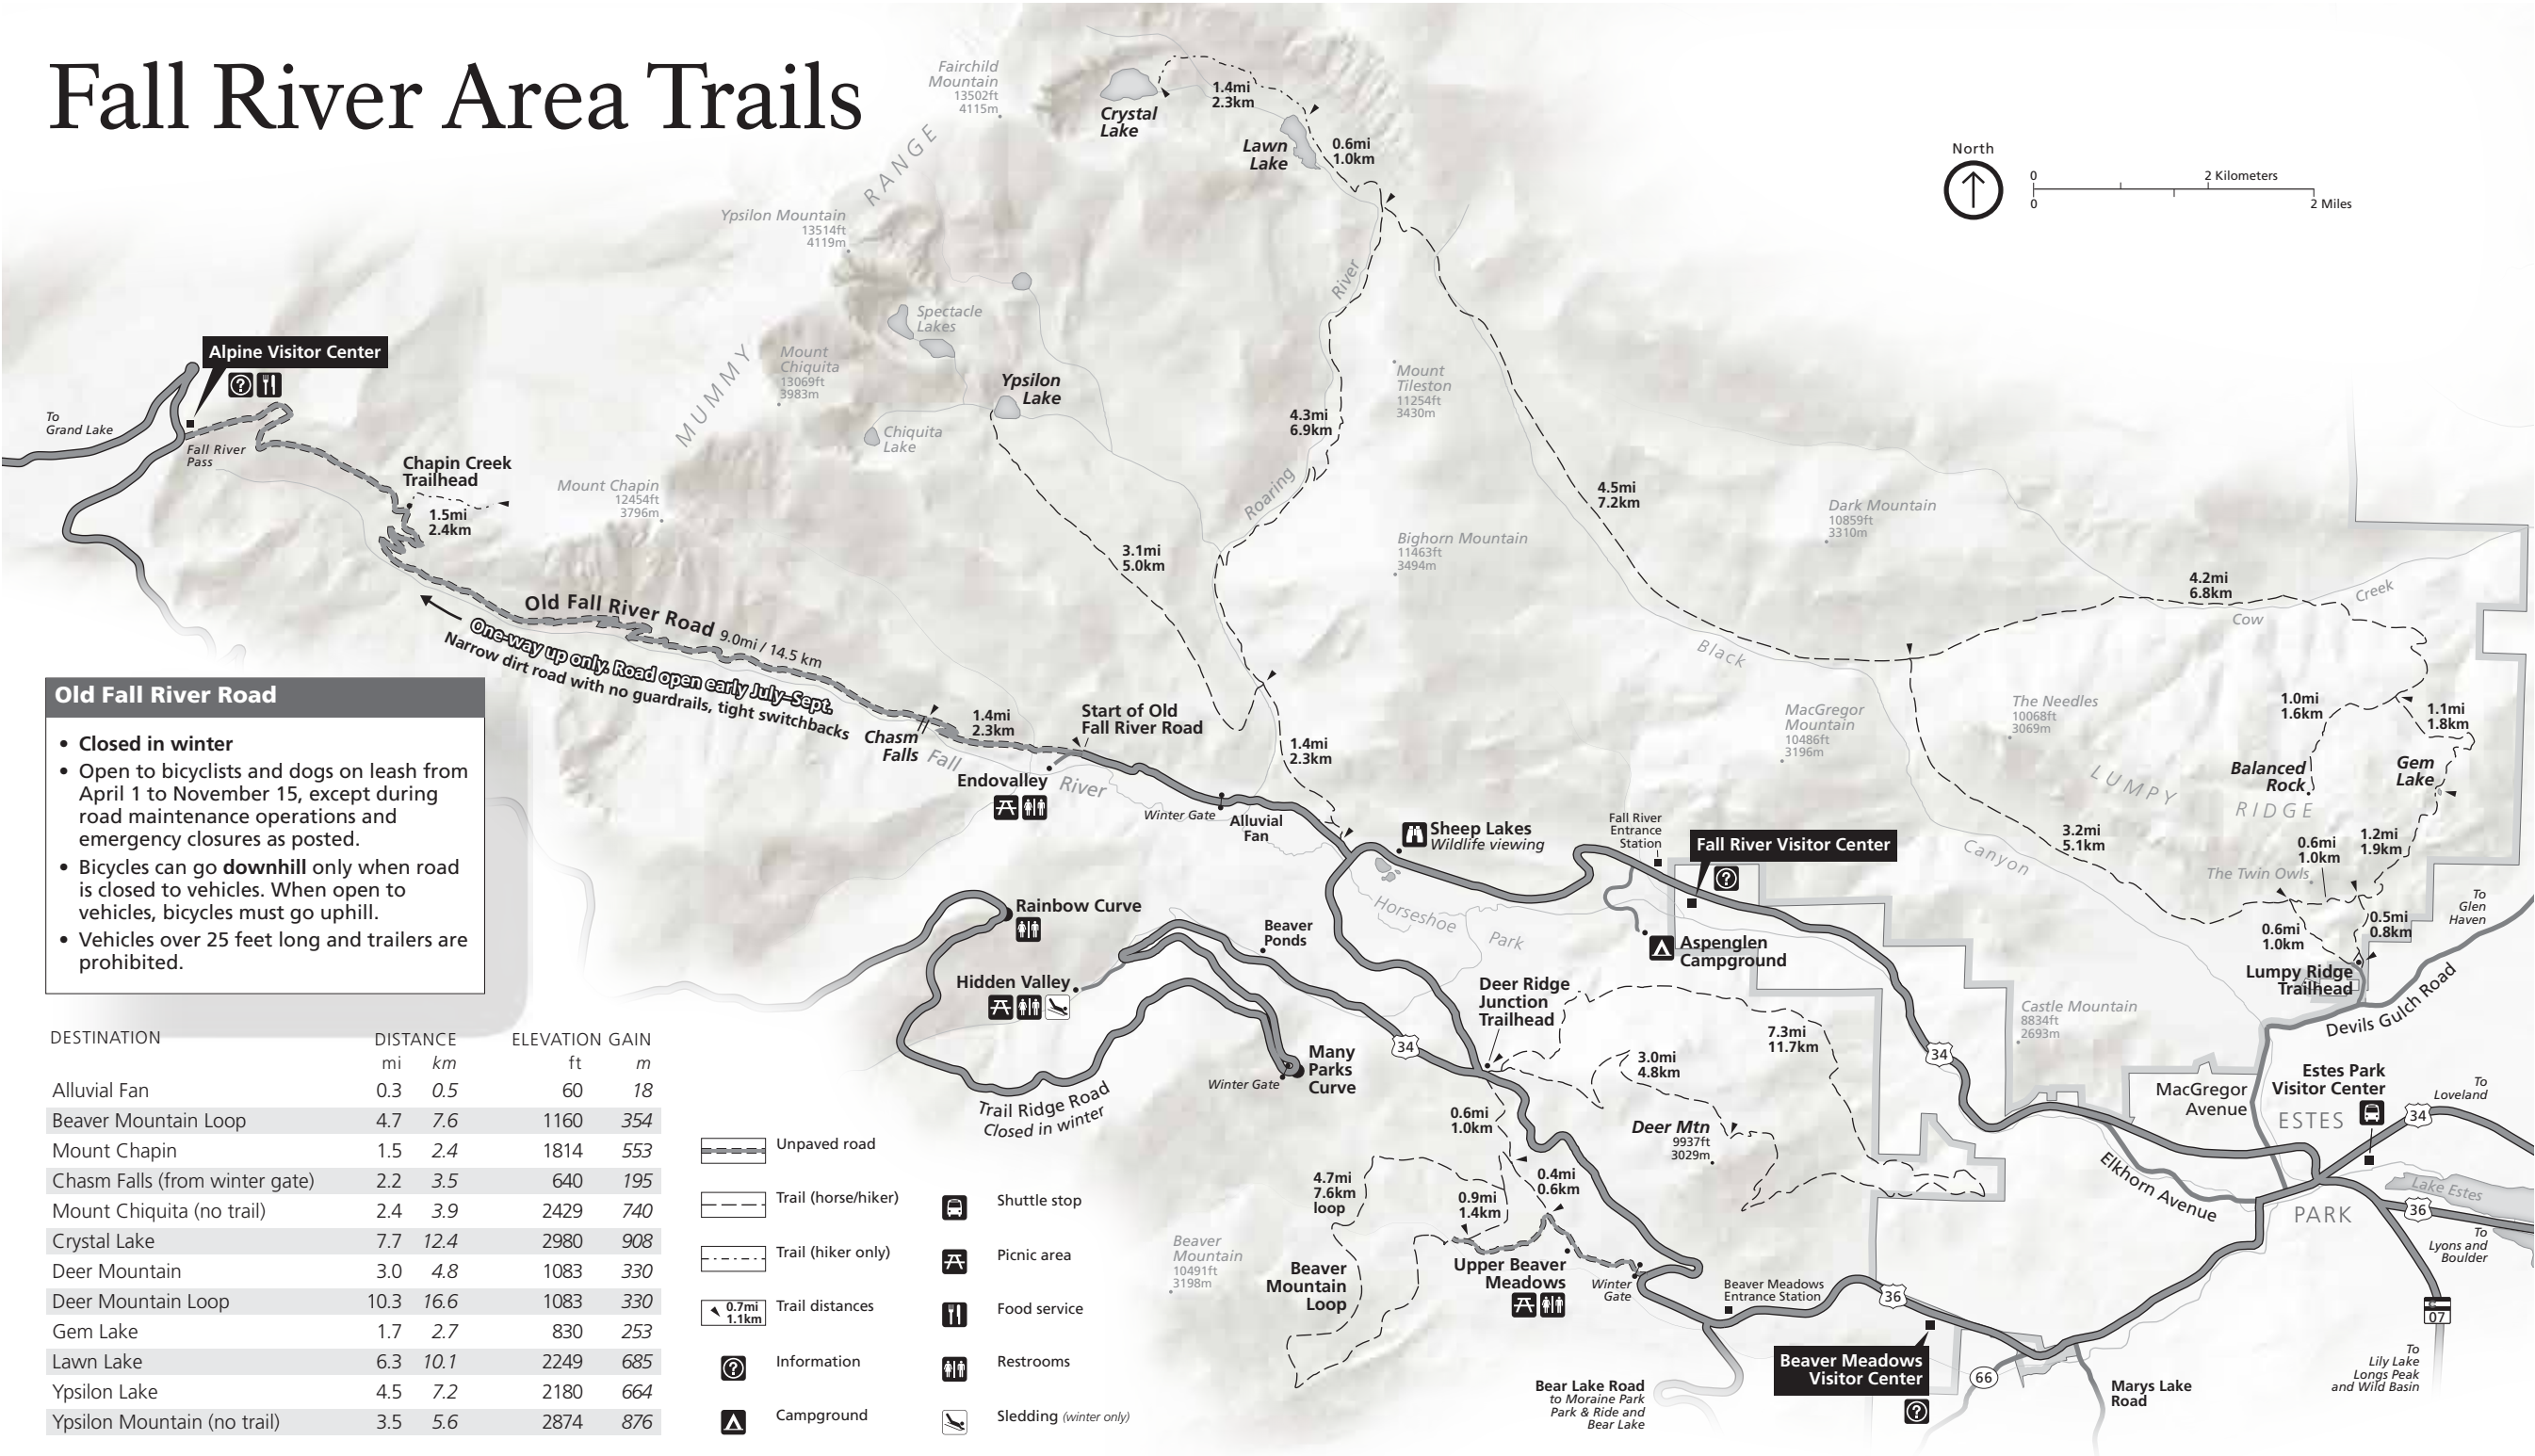 Fall River Area Trails
Fairchild
Mountain
13502ft
4115m
Crystal
Lake
1.4mi
2.3km
Lawn
Lake
0.6mi
1.0km
North
0
2 Kilometers
0
2 Miles
RANGE
MUMMY
Ypsilon Mountain
13514ft
4119m
Spectacle
Lakes
Mount
Chiquita
13069ft
3983m
Ypsilon
Lake
Chiquita
Lake
River
Roaring
4.3mi
6.9km
Mount
Tileston
11254ft
3430m
Alpine Visitor Center
To
Grand Lake
Fall River
Pass
Chapin Creek
Trailhead
1.5mi
2.4km
Mount Chapin
12454ft
3796m
3.1mi
5.0km
Bighorn Mountain
11463ft
3494m
4.5mi
7.2km
Dark Mountain
10859ft
3310m
4.2mi
6.8km
Creek
Cow
Black
Canyon
Old Fall River Road 9.0mi / 14.5 km
One-way up only. Road open early July–Sept.
Narrow dirt road with no guardrails, tight switchbacks
Chasm
Falls
1.4mi
2.3km
Start of Old
Fall River Road
Fall
River
Endovalley
Winter Gate
Alluvial
Fan
1.4mi
2.3km
Sheep Lakes
Wildlife viewing
Fall River
Entrance
Station
Fall River Visitor Center
MacGregor
Mountain
10486ft
3196m
The Needles
10068ft
3069m
LUMPY
RIDGE
1.0mi
1.6km
1.1mi
1.8km
Balanced
Rock
Gem
Lake
3.2mi
5.1km
0.6mi
1.0km
1.2mi
1.9km
The Twin Owls
0.6mi
1.0km
0.5mi
0.8km
To
Glen
Haven
Lumpy Ridge
Trailhead
Devils Gulch Road
Old Fall River Road
• Closed in winter
• Open to bicyclists and dogs on leash from
April 1 to November 15, except during
road maintenance operations and
emergency closures as posted.
• Bicycles can go downhill only when road
is closed to vehicles. When open to
vehicles, bicycles must go uphill.
• Vehicles over 25 feet long and trailers are
prohibited.
Rainbow Curve
Hidden Valley
Beaver
Ponds
Horseshoe
Park
Aspenglen
Campground
Deer Ridge
Junction
Trailhead
Many
Parks
Curve
Winter Gate
Trail Ridge Road
Closed in winter
34
7.3mi
11.7km
3.0mi
4.8km
Deer Mtn
9937ft
3029m
34
Castle Mountain
8834ft
2693m
MacGregor
Avenue
Estes Park
Visitor Center
ESTES
PARK
34
To
Loveland
Elkhorn Avenue
Lake Estes
36
To
Lyons and
Boulder
07
To
Lily Lake
Longs Peak
and Wild Basin
0.6mi
1.0km
4.7mi
7.6km
loop
0.9mi
1.4km
0.4mi
0.6km
Beaver
Mountain
10491ft
3198m
Beaver
Mountain
Loop
Upper Beaver
Meadows
Winter
Gate
Beaver Meadows
Entrance Station
36
Beaver Meadows
Visitor Center
66
Marys Lake
Road
Bear Lake Road
to Moraine Park
Park & Ride and
Bear Lake
DESTINATION DISTANCE ELEVATION GAIN
mi km ft m
Alluvial Fan 0.3 0.5 60 18
Beaver Mountain Loop 4.7 7.6 1160 354
Mount Chapin 1.5 2.4 1814 553
Chasm Falls (from winter gate) 2.2 3.5 640 195
Mount Chiquita (no trail) 2.4 3.9 2429 740
Crystal Lake 7.7 12.4 2980 908
Deer Mountain 3.0 4.8 1083 330
Deer Mountain Loop 10.3 16.6 1083 330
Gem Lake 1.7 2.7 830 253
Lawn Lake 6.3 10.1 2249 685
Ypsilon Lake 4.5 7.2 2180 664
Ypsilon Mountain (no trail) 3.5 5.6 2874 876
Unpaved road
Trail (horse/hiker)
Trail (hiker only)
0.7mi
1.1km
Trail distances
Information
Campground
Shuttle stop
Picnic area
Food service
Restrooms
Sledding (winter only)